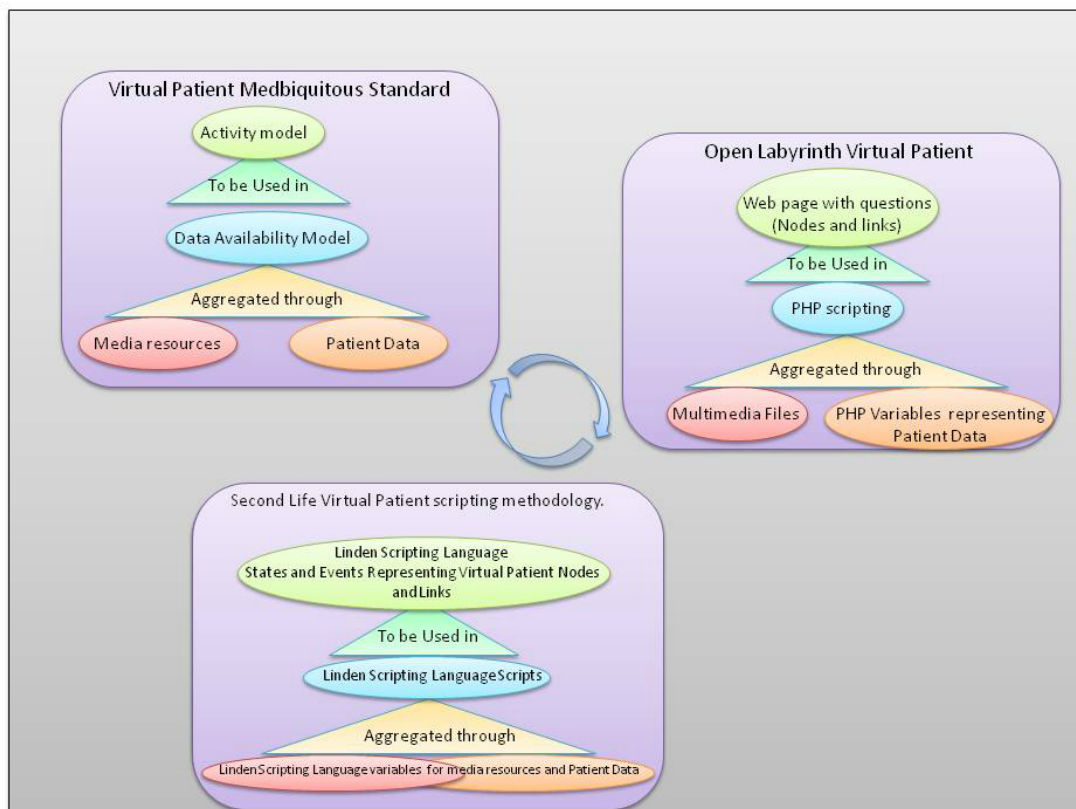 Virtual Patient Medbiquitous Standard
Activity model
To be Used in
Data Availability Model
Aggregated through
Media resources
Patient Data
Open Labyrinth Virtual Patient
Web page with questions
(Nodes and links)
To be Used in
PHP scripting
Aggregated through
Multimedia Files
PHP Variables representing
Patient Data
Second Life Virtual Patient scripting methodology.
Linden Scripting Language
States and Events Representing Virtual Patient Nodes
and Links
To be Used in
Linden Scripting Language Scripts
Aggregated through
Linden Scripting Language variables for media resources and Patient Data